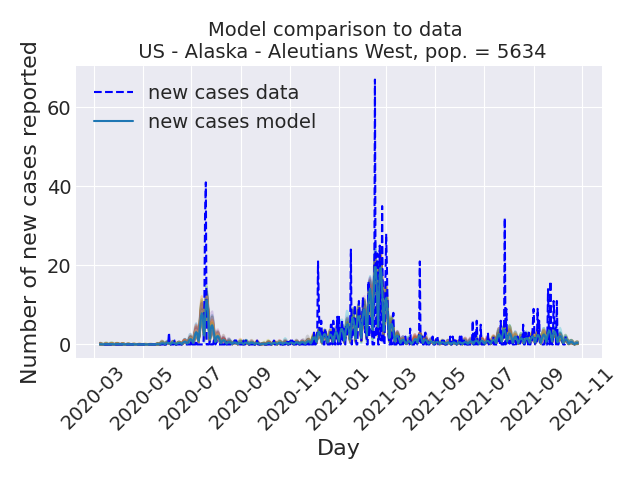 Model comparison to data
US - Alaska - Aleutians West, pop. = 5634
Number of new cases reported
new cases data
new cases model
60
40
20
0
2020-03
2020-05
2020-07
2020-09
2020-11
2021-01
2021-03
2021-05
2021-07
2021-09
2021-11
Day